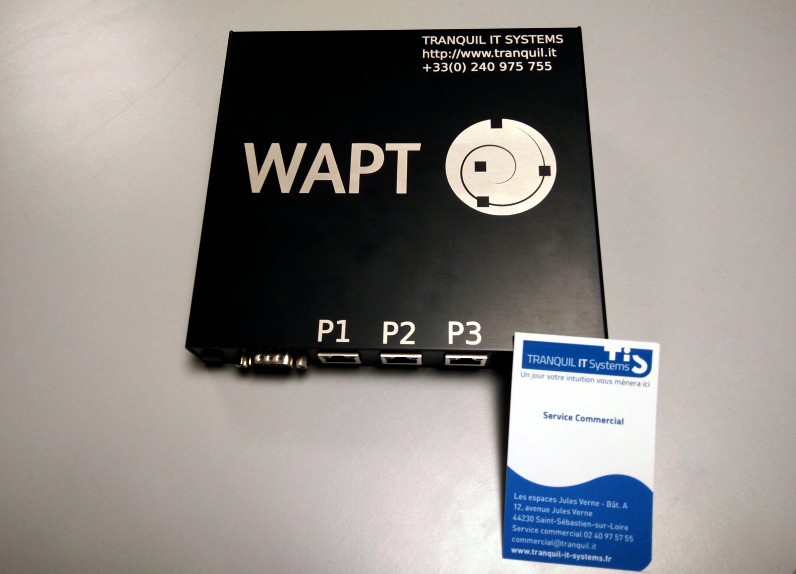 TRANQUIL IT SYSTEMS
http://www.tranquil.it
+33(0) 240 975 755
WAPT
P1 P2 P3
TiS
TRANQUIL IT Systems
Un jour votre intuition vous mènera ici
Service Commercial
Les espaces Jules Verne - Bât. A
12, avenue Jules Verne
44230 Saint-Sébastien-sur-Loire
Service commercial 02 40 97 57 55
commercial@tranquil.it
www.tranquil-it-systems.fr